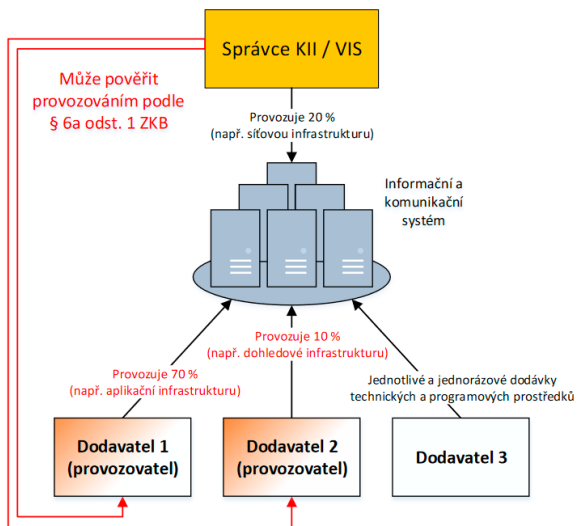 Správce KII / VIS
Může pověřit
provozováním podle
§ 6a odst. 1 ZKB
Provozuje 20 %
(např. síťovou infrastrukturu)
Informační a
komunikační
systém
Provozuje 10 %
(např. dohledové infrastrukturu)
Provozuje 70 %
(např. aplikační infrastrukturu)
Jednotlivé a jednorázové dodávky
technických a programových prostředků
Dodavatel 1
(provozovatel)
Dodavatel 2
(provozovatel)
Dodavatel 3